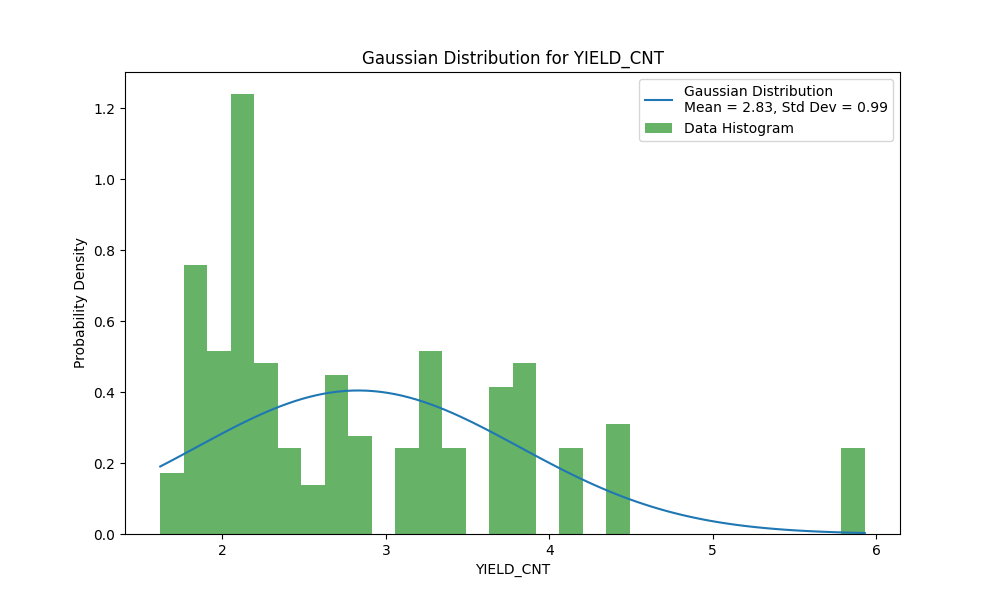 Gaussian Distribution for YIELD_CNT
Gaussian Distribution
Mean = 2.83, Std Dev = 0.99
Data Histogram
Probability Density
1.2
1.0
0.8
0.6
0.4
0.2
0.0
2
3
4
5
6
YIELD_CNT